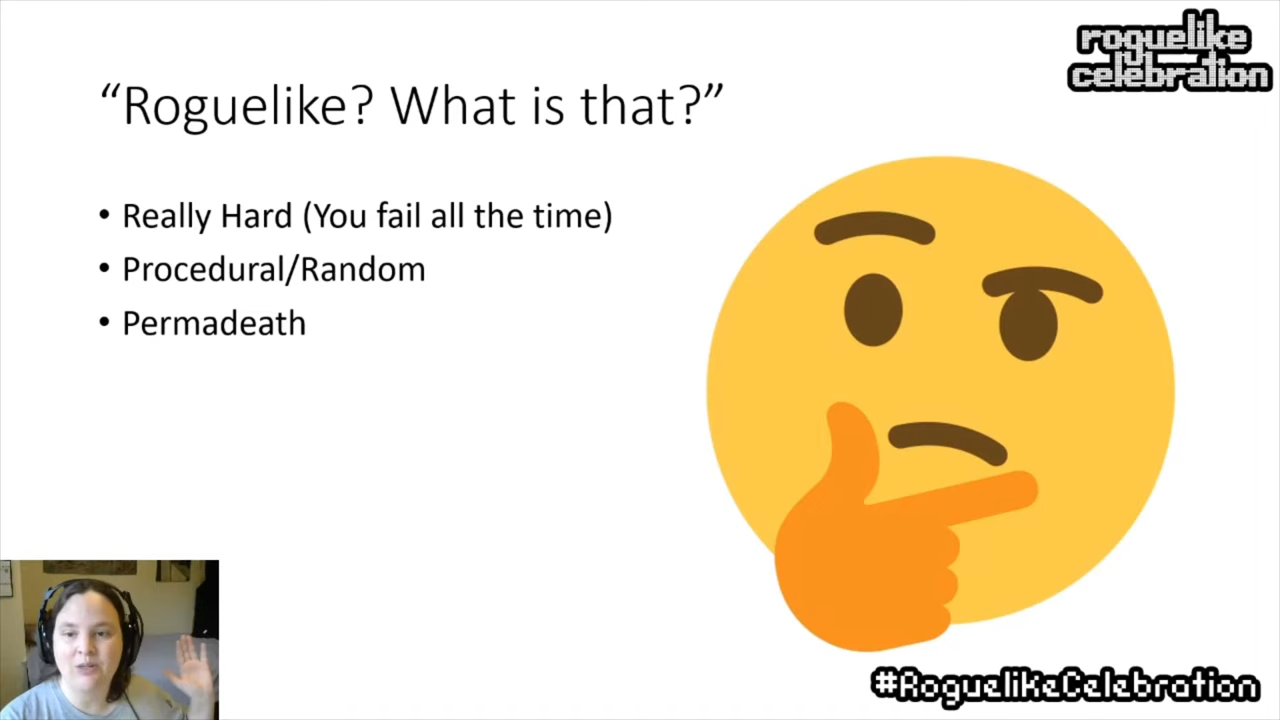 roguelike
celebration
“Roguelike? What is that?”
• Really Hard (You fail all the time)
• Procedural/Random
• Permadeath
#RoguelikeCelebration